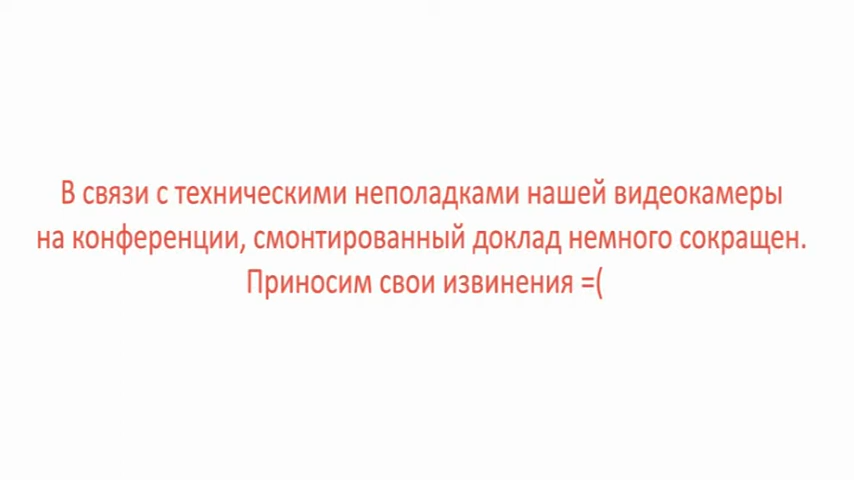 В связи с техническими неполадками нашей видеокамеры
на конференции, смонтированный доклад немного сокращен.
Приносим свои извинения =(